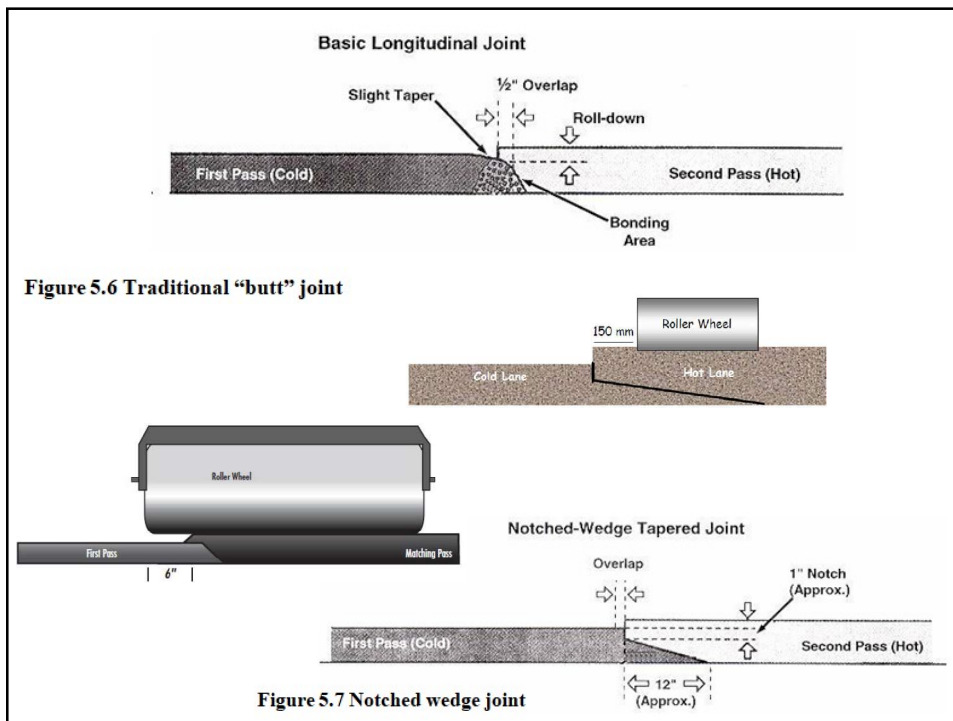 Basic Longitudinal Joint
½" Overlap
Slight Taper
Roll-down
First Pass (Cold)
Second Pass (Hot)
Bonding
Area
Figure 5.6 Traditional “butt” joint
150 mm
Roller Wheel
Cold Lane
Hot Lane
Roller Wheel
First Pass
Matching Pass
6"
Notched-Wedge Tapered Joint
Overlap
1" Notch
(Approx.)
First Pass (Cold)
Second Pass (Hot)
12"
(Approx.)
Figure 5.7 Notched wedge joint